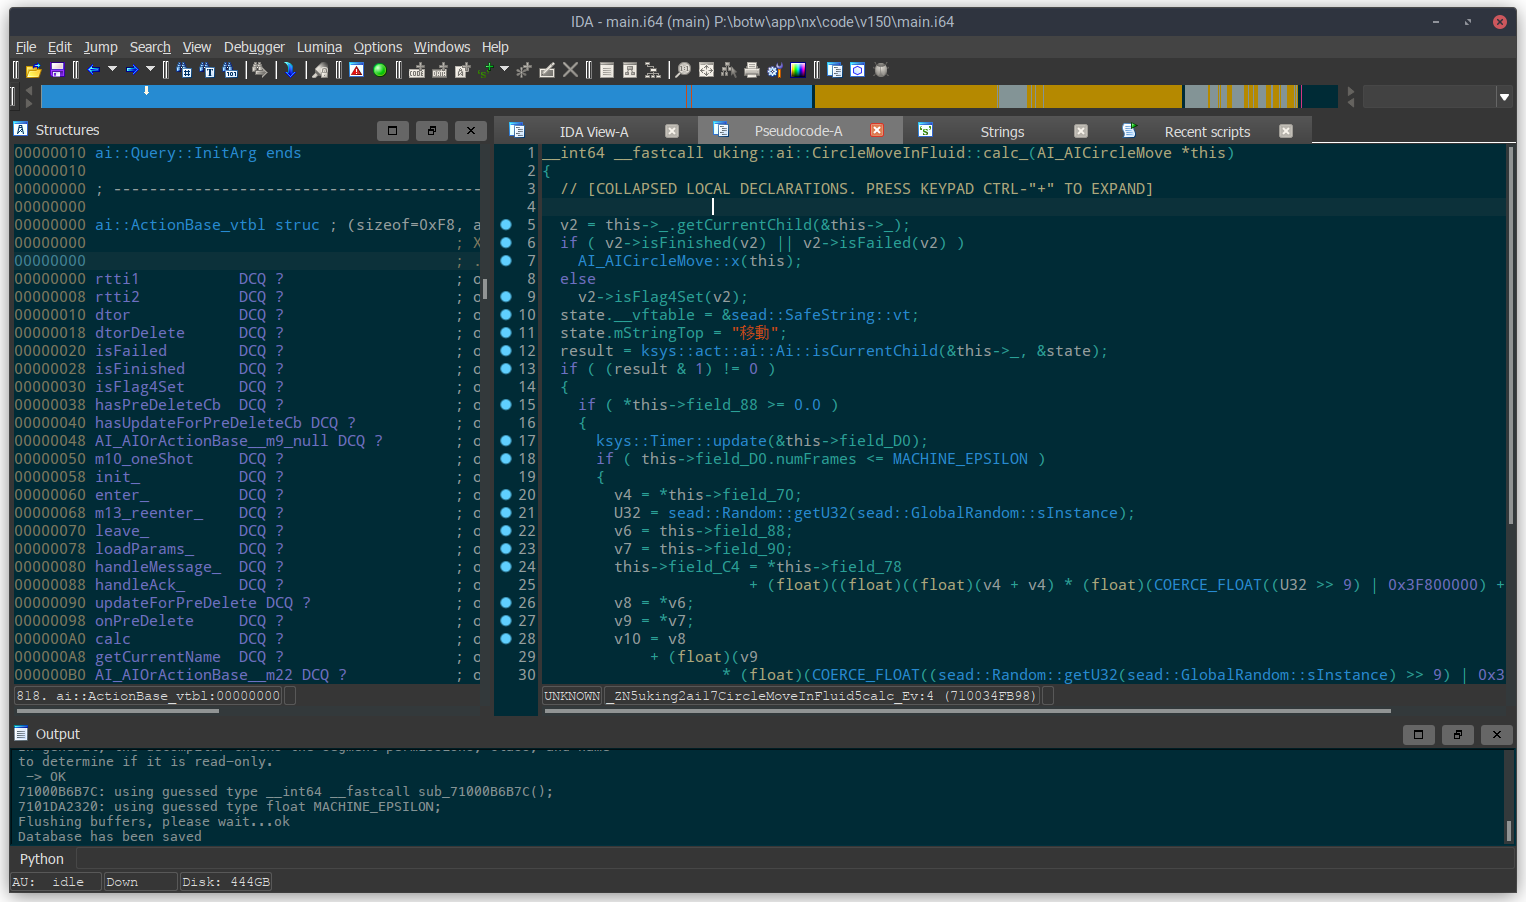 IDA - main.i64 (main) P:\botw\app\nx\code\v150\main.i64
File Edit Jump Search View Debugger Lumina Options Windows Help
Structures
00000010 ai::Query::InitArg ends
00000010
00000000 ; ----------------------------------------
00000000
00000000 ai::ActionBase_vtbl struc ; (sizeof=0xF8, a
00000000 ; X
00000000 ; .
00000000 rtti1 DCQ ? ; o
00000008 rtti2 DCQ ? ; o
00000010 dtor DCQ ? ; o
00000018 dtorDelete DCQ ? ; o
00000020 isFailed DCQ ? ; o
00000028 isFinished DCQ ? ; o
00000030 isFlag4Set DCQ ? ; o
00000038 hasPreDeleteCb DCQ ? ; o
00000040 hasUpdateForPreDeleteCb DCQ ? ; o
00000048 AI_AIOrActionBase__m9_null DCQ ? ; o
00000050 m10_oneShot DCQ ? ; o
00000058 init_ DCQ ? ; o
00000060 enter_ DCQ ? ; o
00000068 m13_reenter_ DCQ ? ; o
00000070 leave_ DCQ ? ; o
00000078 loadParams_ DCQ ? ; o
00000080 handleMessage_ DCQ ? ; o
00000088 handleAck_ DCQ ? ; o
00000090 updateForPreDelete DCQ ? ; o
00000098 onPreDelete DCQ ? ; o
000000A0 calc DCQ ? ; o
000000A8 getCurrentName DCQ ? ; o
000000B0 AI_AIOrActionBase__m22 DCQ ? ; o
818. ai::ActionBase_vtbl:00000000
IDA View-A Pseudocode-A Strings Recent scripts
1 __int64 __fastcall uking::ai::CircleMoveInFluid::calc_(AI_AICircleMove *this)
2 {
3 // [COLLAPSED LOCAL DECLARATIONS. PRESS KEYPAD CTRL-"+" TO EXPAND]
4
5 v2 = this->_.getCurrentChild(&this->_);
6 if ( v2->isFinished(v2) || v2->isFailed(v2) )
7 AI_AICircleMove::x(this);
8 else
9 v2->isFlag4Set(v2);
10 state.__vftable = &sead::SafeString::vt;
11 state.mStringTop = "移動";
12 result = ksys::act::ai::Ai::isCurrentChild(&this->_, &state);
13 if ( (result & 1) != 0 )
14 {
15 if ( *this->field_88 >= 0.0 )
16 {
17 ksys::Timer::update(&this->field_D0);
18 if ( this->field_D0.numFrames <= MACHINE_EPSILON )
19 {
20 v4 = *this->field_70;
21 U32 = sead::Random::getU32(sead::GlobalRandom::sInstance);
22 v6 = this->field_88;
23 v7 = this->field_90;
24 this->field_C4 = *this->field_78
25 + (float)((float)((float)(v4 + v4) * (float)(COERCE_FLOAT((U32 >> 9) | 0x3F800000) +
26 v8 = *v6;
27 v9 = *v7;
28 v10 = v8
29 + (float)(v9
30 * (float)(COERCE_FLOAT((sead::Random::getU32(sead::GlobalRandom::sInstance) >> 9) | 0x3
UNKNOWN _ZN5uking2ai17CircleMoveInFluid5calc_Ev:4 (710034FB98)
Output
In general, the decompiler checks the segment permissions, class, and name
to determine if it is read-only.
-> OK
71000B6B7C: using guessed type __int64 __fastcall sub_71000B6B7C();
7101DA2320: using guessed type float MACHINE_EPSILON;
Flushing buffers, please wait...ok
Database has been saved
Python
AU: idle Down Disk: 444GB